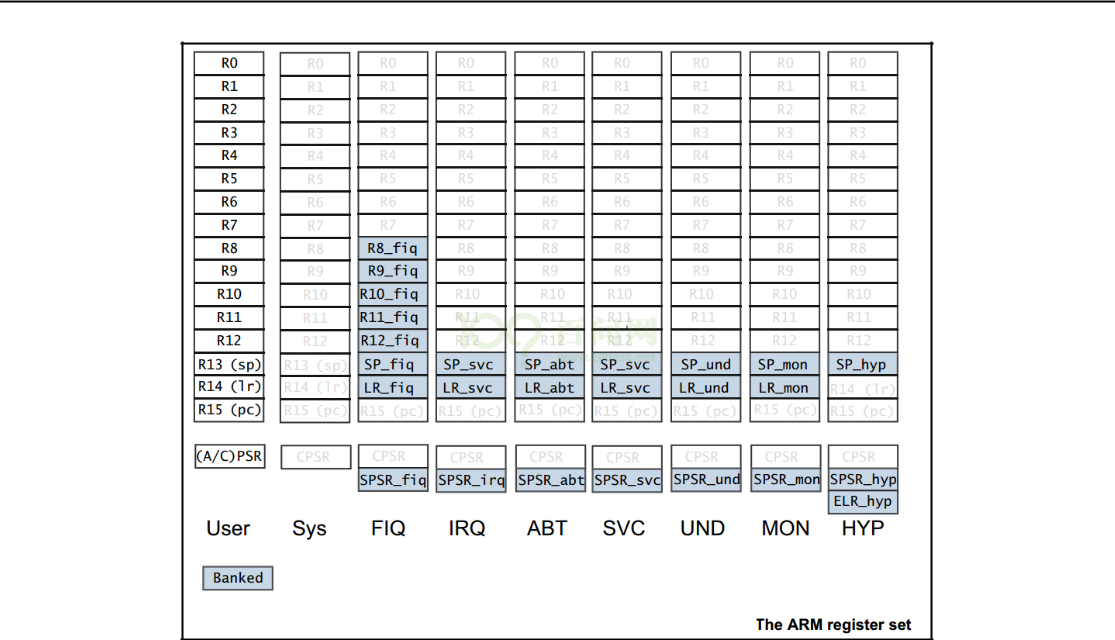 R0 R0 R0 R0 R0 R0 R0 R0 R0
R1 R1 R1 R1 R1 R1 R1 R1 R1
R2 R2 R2 R2 R2 R2 R2 R2 R2
R3 R3 R3 R3 R3 R3 R3 R3 R3
R4 R4 R4 R4 R4 R4 R4 R4 R4
R5 R5 R5 R5 R5 R5 R5 R5 R5
R6 R6 R6 R6 R6 R6 R6 R6 R6
R7 R7 R7 R7 R7 R7 R7 R7 R7
R8 R8 R8_fiq R8 R8 R8 R8 R8 R8
R9 R9 R9_fiq R9 R9 R9 R9 R9 R9
R10 R10 R10_fiq R10 R10 R10 R10 R10 R10
R11 R11 R11_fiq R11 R11 R11 R11 R11 R11
R12 R12 R12_fiq R12 R12 R12 R12 R12 R12
R13 (sp) R13 (sp) SP_fiq SP_svc SP_abt SP_svc SP_und SP_mon SP_hyp
R14 (lr) R14 (lr) LR_fiq LR_svc LR_abt LR_svc LR_und LR_mon R14 (lr)
R15 (pc) R15 (pc) R15 (pc) R15 (pc) R15 (pc) R15 (pc) R15 (pc) R15 (pc) R15 (pc)
(A/C)PSR CPSR CPSR CPSR CPSR CPSR CPSR CPSR CPSR
SPSR_fiq SPSR_irq SPSR_abt SPSR_svc SPSR_und SPSR_mon SPSR_hyp
ELR_hyp
User Sys FIQ IRQ ABT SVC UND MON HYP
Banked
The ARM register set
百问网